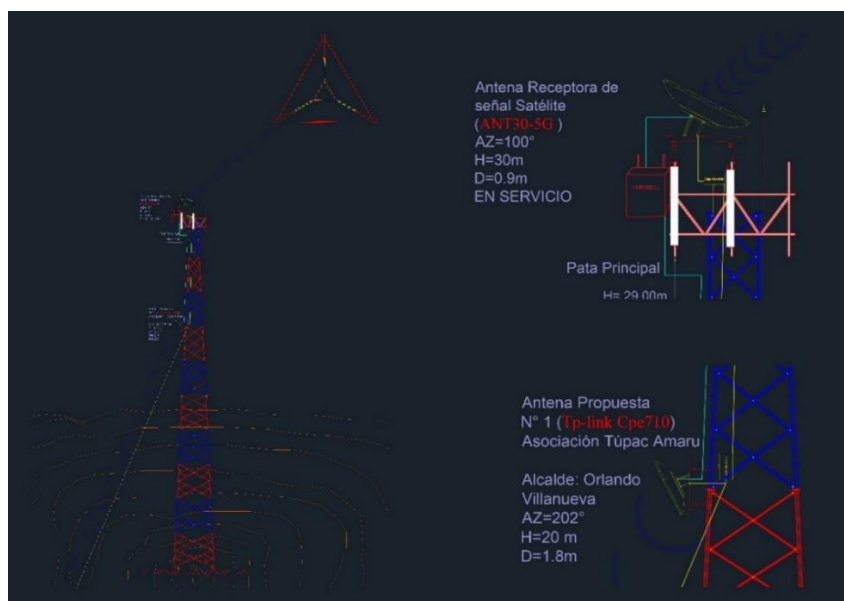 Antena Receptora de
señal Satélite
(ANT30-5G )
AZ=100°
H=30m
D=0.9m
EN SERVICIO
Pata Principal
H= 29.00m
Antena Propuesta
N° 1 (Tp-link Cpe710)
Asociación Túpac Amaru
Alcalde: Orlando
Villanueva
AZ=202°
H=20 m
D=1.8m